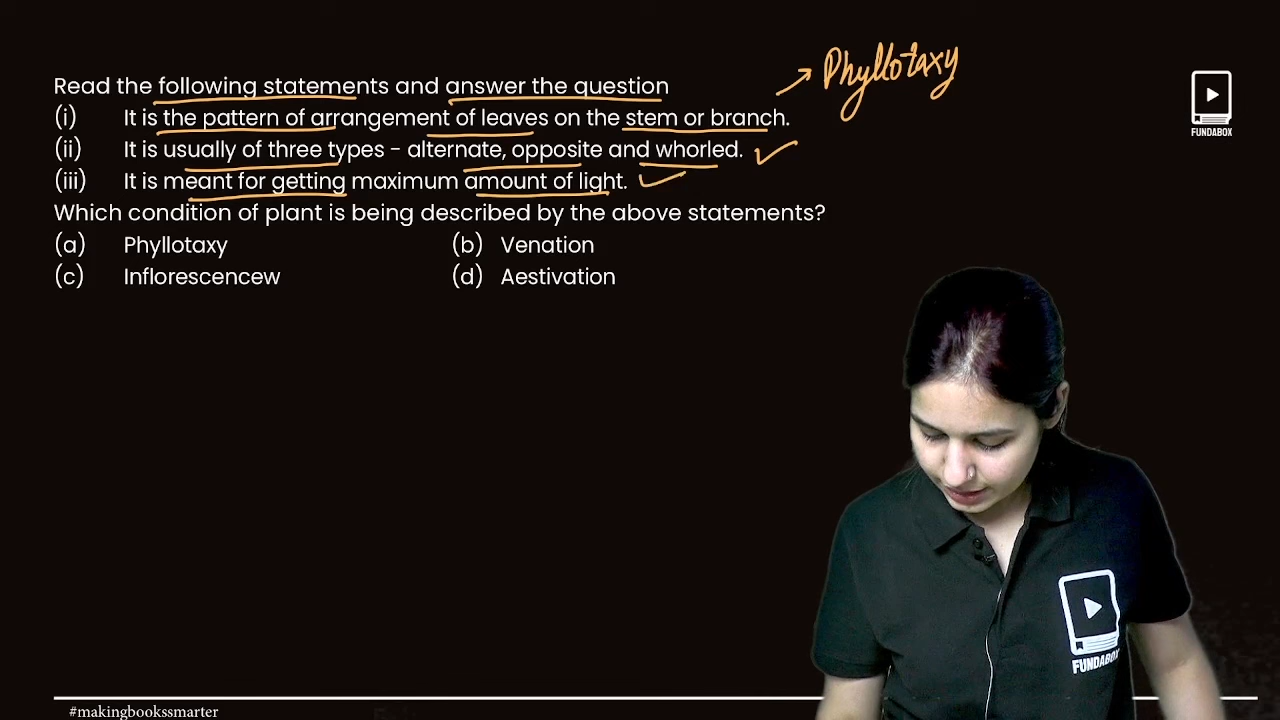 Phyllotaxy
Read the following statements and answer the question
(i) It is the pattern of arrangement of leaves on the stem or branch.
(ii) It is usually of three types - alternate, opposite and whorled.
(iii) It is meant for getting maximum amount of light.
Which condition of plant is being described by the above statements?
(a) Phyllotaxy (b) Venation
(c) Inflorescencew (d) Aestivation
FUNDABOX
FUNDABOX
#makingbookssmarter